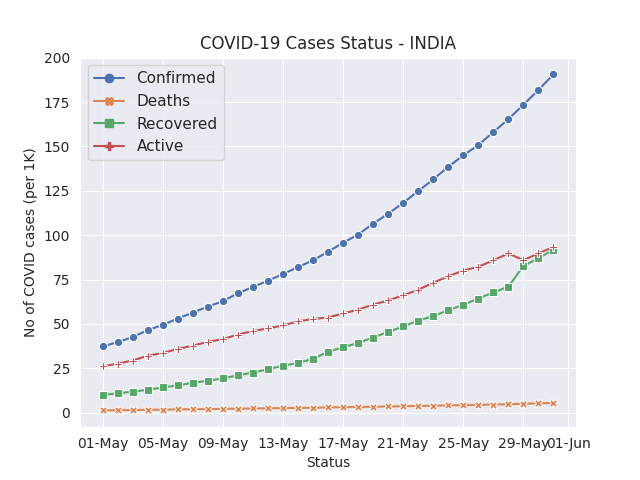 COVID-19 Cases Status - INDIA
Confirmed
Deaths
Recovered
Active
No of COVID cases (per 1K)
200
175
150
125
100
75
50
25
0
01-May 05-May 09-May 13-May 17-May 21-May 25-May 29-May 01-Jun
Status